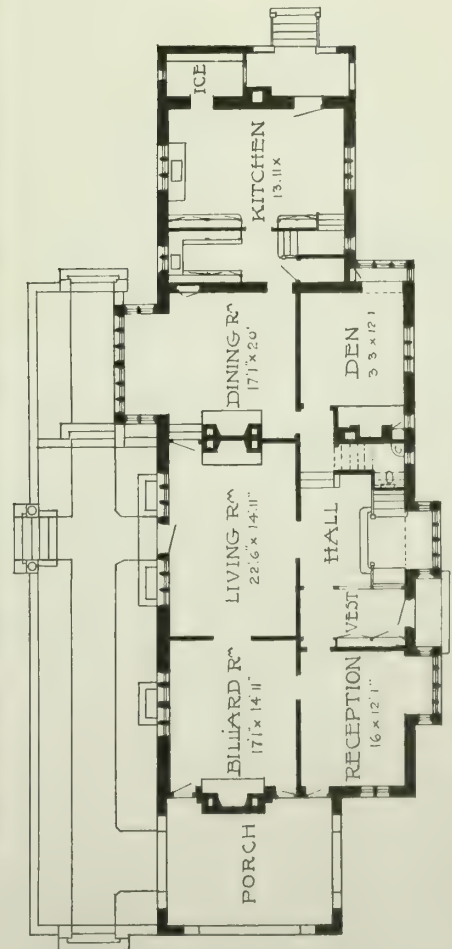 ICE
PORCH
BILLIARD Rᴹ
17'1" x 14'11"
LIVING Rᴹ
22'6" x 14'11"
DINING Rᴹ
17'1" x 20'
KITCHEN
13.11 x
RECEPTION
16 x 12'1"
VEST
HALL
DEN